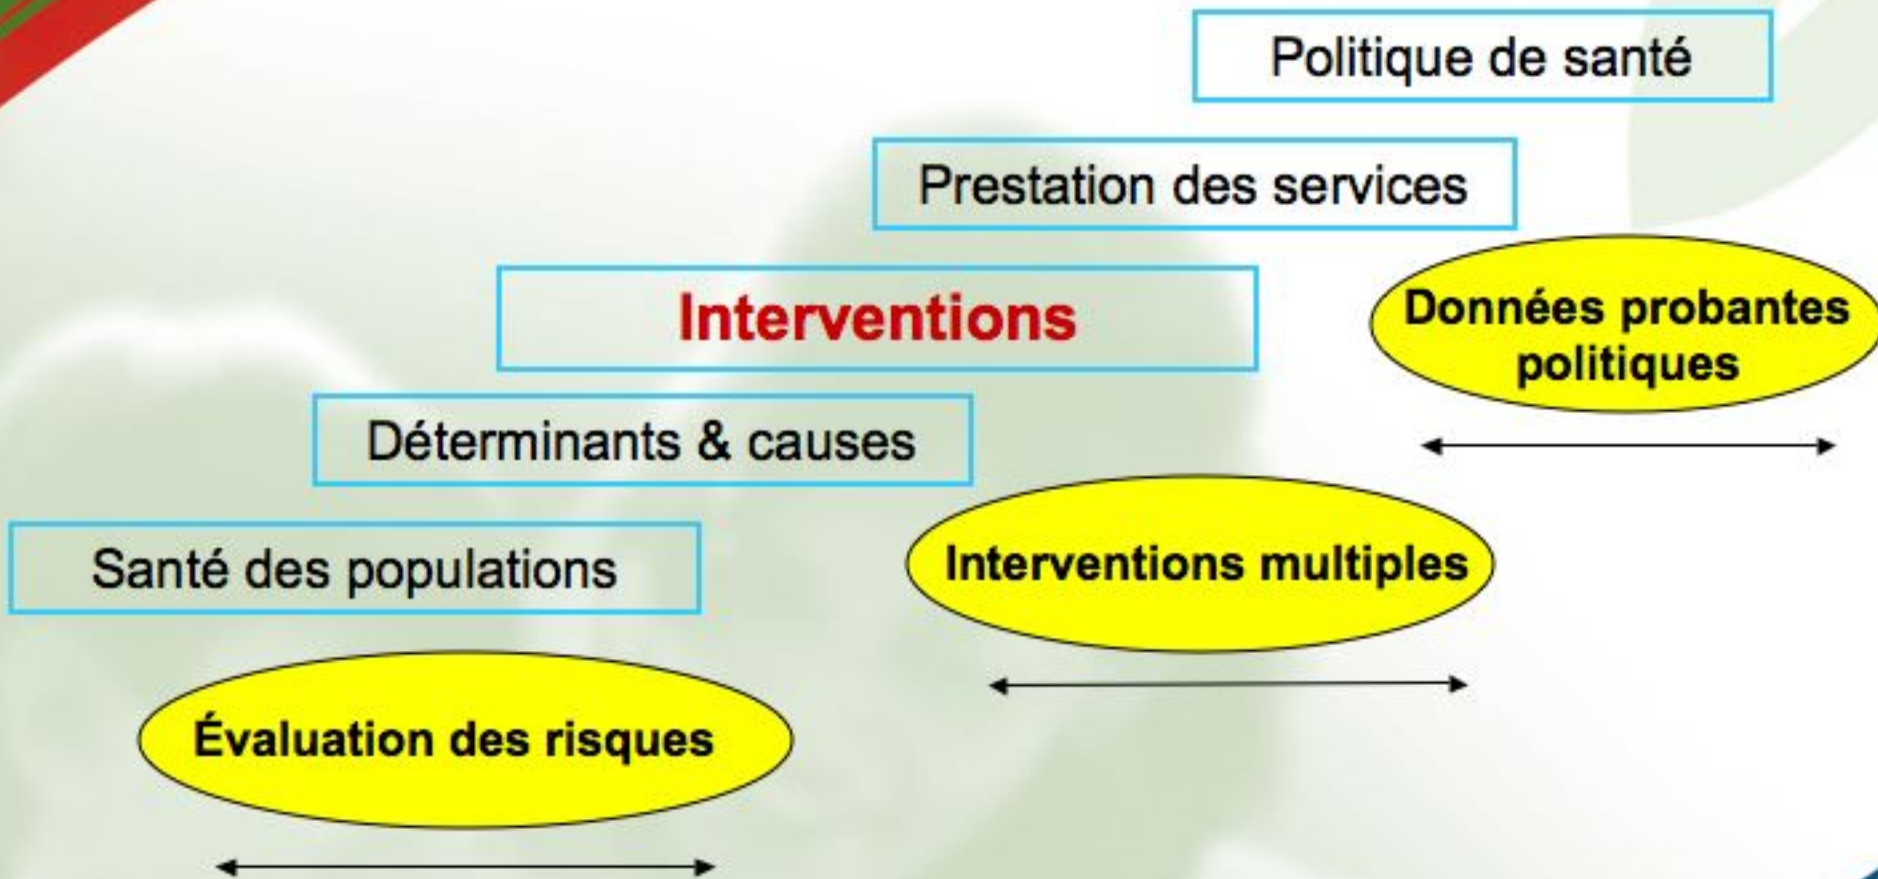 Politique de santé
Prestation des services
Interventions
Données probantes
politiques
Déterminants & causes
Santé des populations
Interventions multiples
Évaluation des risques